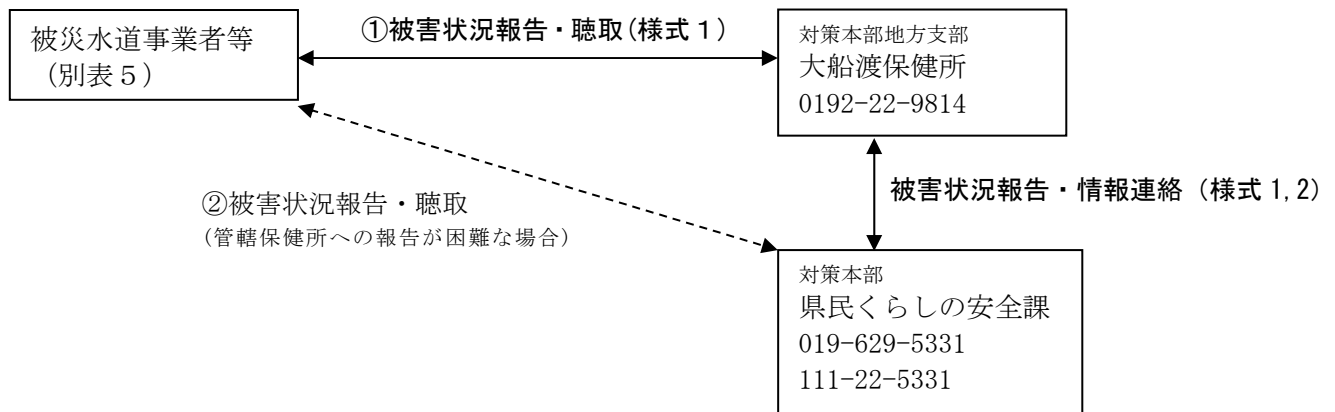 被災水道事業者等
（別表５）
①被害状況報告・聴取(様式１)
対策本部地方支部
大船渡保健所
0192-22-9814
被害状況報告・情報連絡（様式 1,2）
②被害状況報告・聴取
（管轄保健所への報告が困難な場合）
対策本部
県民くらしの安全課
019-629-5331
111-22-5331